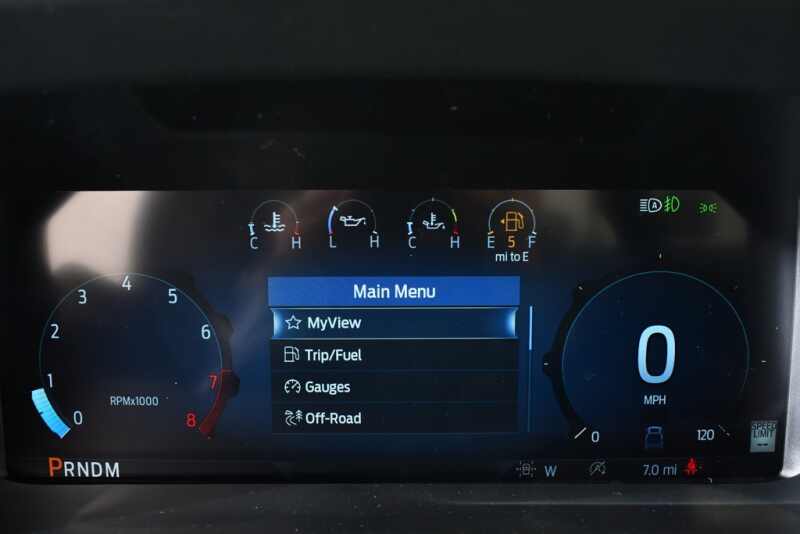 A
C H
L H
C H
E 5 F
mi to E
Main Menu
MyView
Trip/Fuel
Gauges
Off-Road
0
1
2
3
4
5
6
7
8
RPMx1000
0
MPH
0 120
SPEED
LIMIT
--
PRNDM
W
7.0 mi